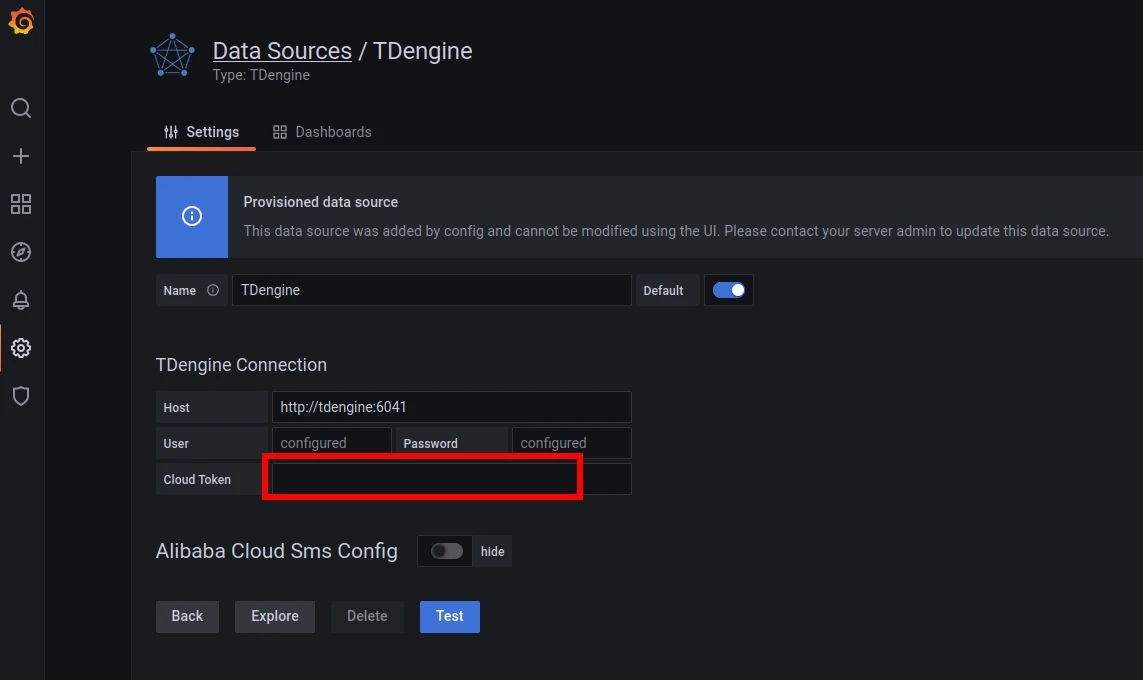 Data Sources / TDengine
Type: TDengine
Settings Dashboards
Provisioned data source
This data source was added by config and cannot be modified using the UI. Please contact your server admin to update this data source.
Name TDengine Default
TDengine Connection
Host http://tdengine:6041
User configured Password configured
Cloud Token
Alibaba Cloud Sms Config hide
Back Explore Delete Test